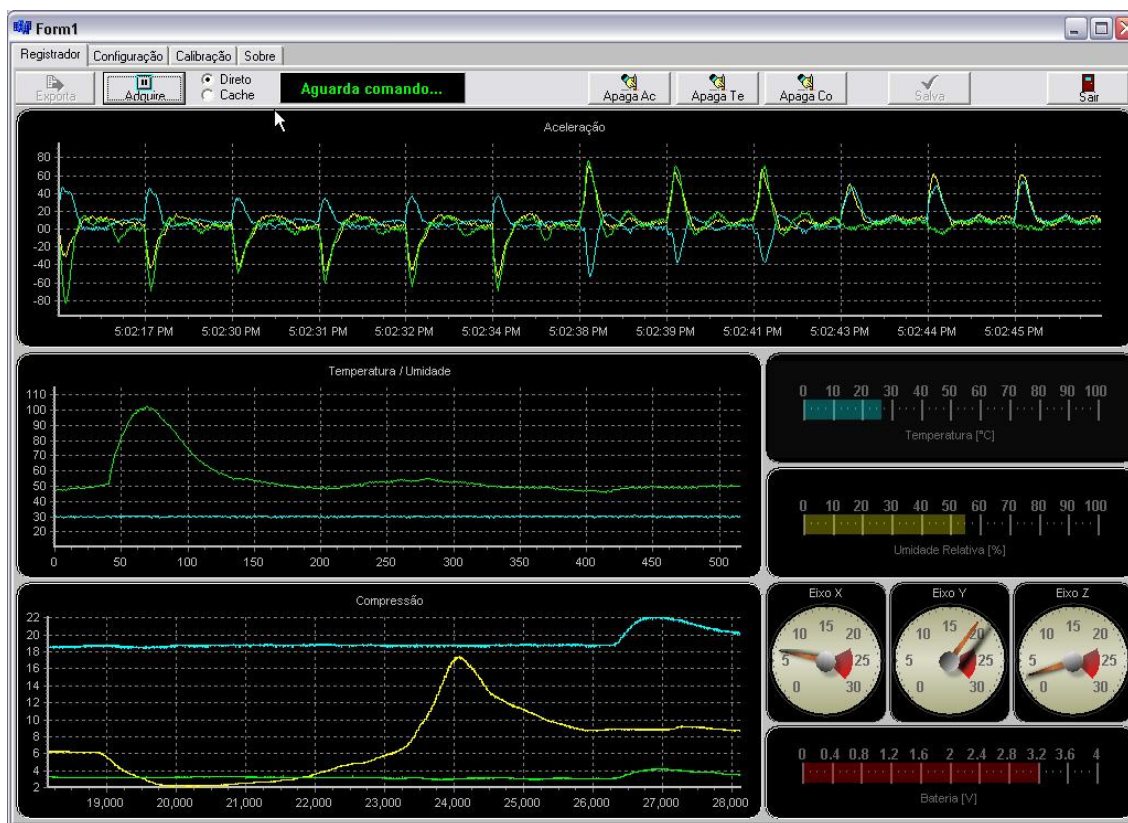 Form1
Registrador Configuração Calibração Sobre
Exporta Adquire Direto Cache Aguarda comando... Apaga Ac Apaga Te Apaga Co Salva Sair
Aceleração
80
60
40
20
00
-20
-40
-60
-80
5:02:17 PM 5:02:30 PM 5:02:31 PM 5:02:32 PM 5:02:34 PM 5:02:38 PM 5:02:39 PM 5:02:41 PM 5:02:43 PM 5:02:44 PM 5:02:45 PM
Temperatura / Umidade
110
100
90
80
70
60
50
40
30
20
0 50 100 150 200 250 300 350 400 450 500
0 10 20 30 40 50 60 70 80 90 100
Temperatura [°C]
0 10 20 30 40 50 60 70 80 90 100
Umidade Relativa [%]
Compressão
22
20
18
16
14
12
10
8
6
4
2
19,000 20,000 21,000 22,000 23,000 24,000 25,000 26,000 27,000 28,000
Eixo X
0 5 10 15 20 25 30
Eixo Y
0 5 10 15 20 25 30
Eixo Z
0 5 10 15 20 25 30
0 0.4 0.8 1.2 1.6 2 2.4 2.8 3.2 3.6 4
Bateria [V]